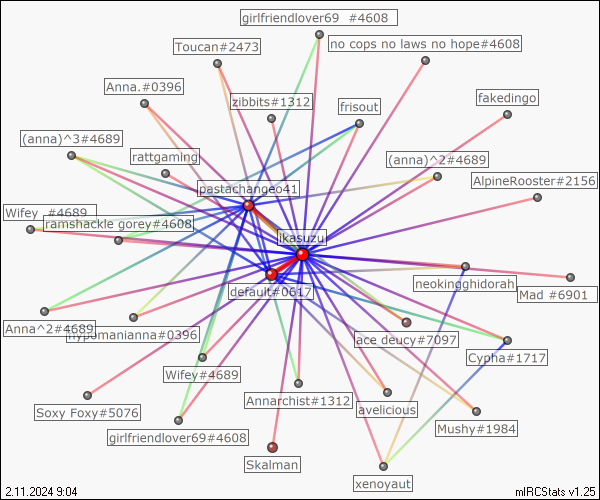 girlfriendlover69 #4608
Toucan#2473
no cops no laws no hope#4608
Anna.#0396
zibbits#1312
frisout
fakedingo
(anna)^3#4689
rattgaming
(anna)^2#4689
pastachangeo41
AlpineRooster#2156
Wifey_#4689
ramshackle gorey#4608
ikasuzu
default#0617
neokingghidorah
Mad #6901
Anna^2#4689
hypomanianna#0396
ace deucy#7097
Cypha#1717
Wifey#4689
Annarchist#1312
avelicious
Soxy Foxy#5076
girlfriendlover69#4608
Mushy#1984
Skalman
xenoyaut
2.11.2024 9:04
mIRCStats v1.25